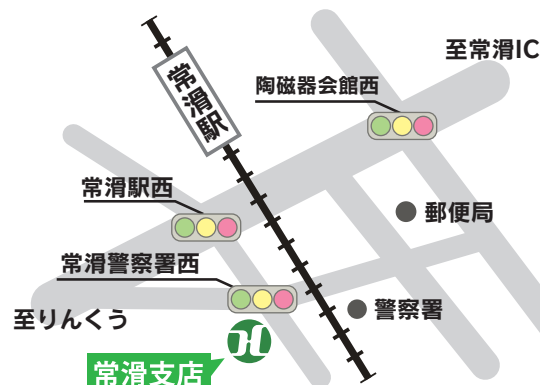 至常滑IC
常滑駅
陶磁器会館西
常滑駅西
郵便局
常滑警察署西
至りんくう
警察署
常滑支店